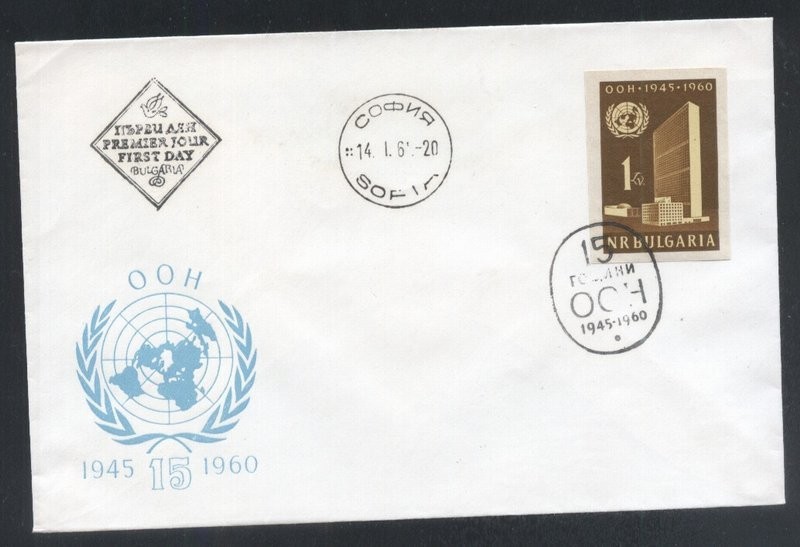 ПЪРВИ ДЕН
PREMIER JOUR
FIRST DAY
BULGARIA
СОФИЯ
14. I. 61.-20
SOFIA
ООН • 1945 • 1960
1 Lv.
NR BULGARIA
15
ГОДИНИ
ООН
1945-1960
ООН
1945 15 1960